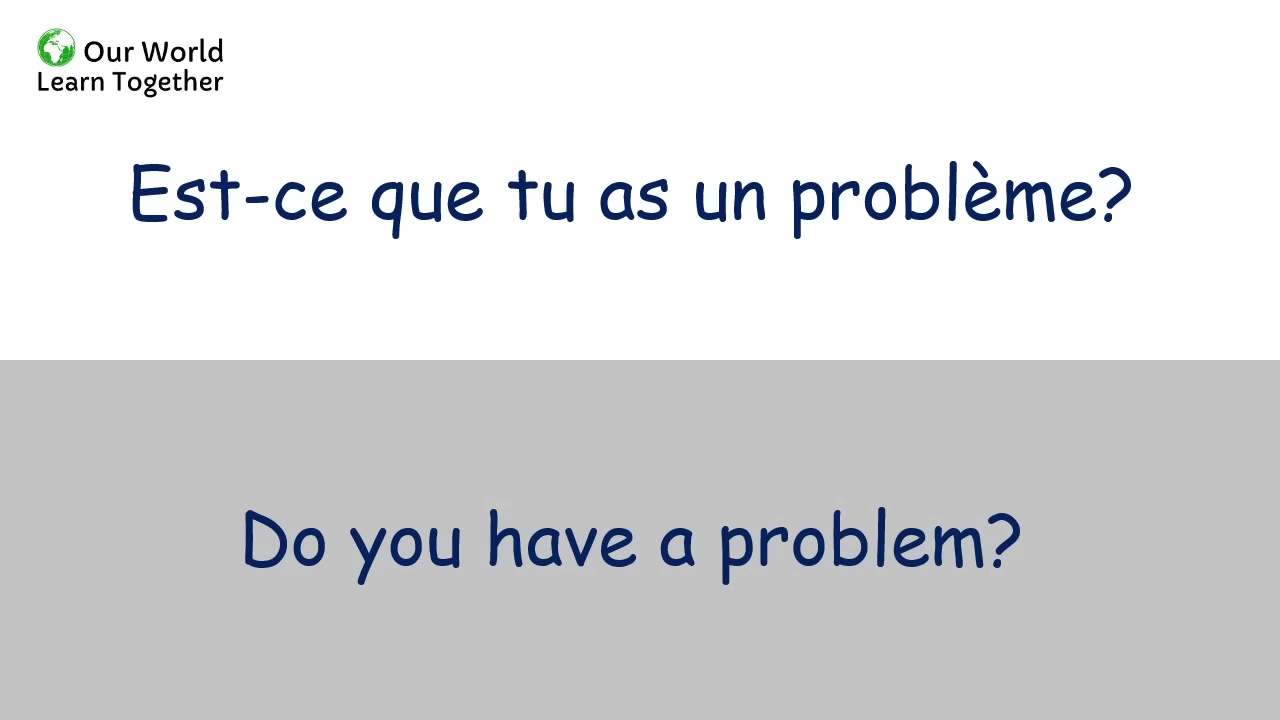 Our World
Learn Together
Est-ce que tu as un problème?
Do you have a problem?